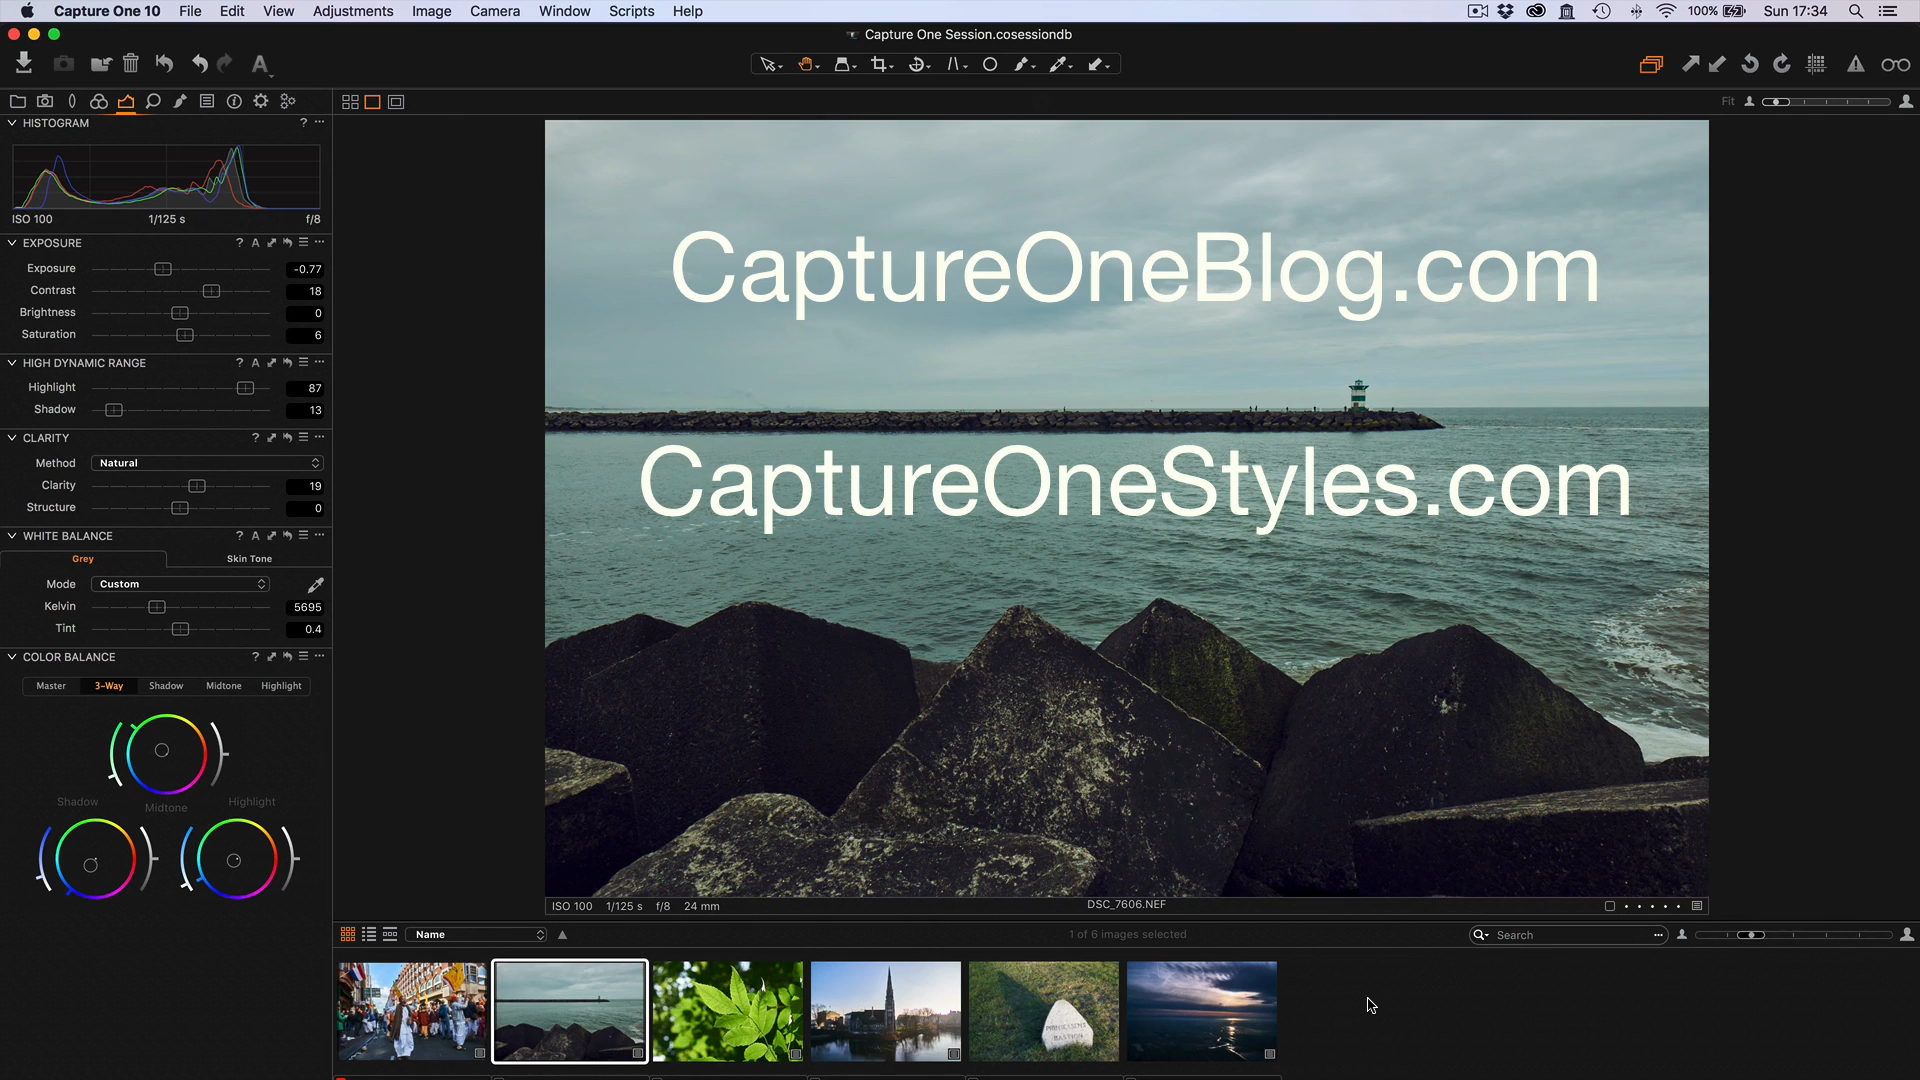 Capture One 10 File Edit View Adjustments Image Camera Window Scripts Help 100% Sun 17:34
Capture One Session.cosessiondb
Fit
HISTOGRAM ?
ISO 100 1/125 s f/8
EXPOSURE ? A
Exposure -0.77
Contrast 18
Brightness 0
Saturation 6
HIGH DYNAMIC RANGE ? A
Highlight 87
Shadow 13
CLARITY ?
Method Natural
Clarity 19
Structure 0
WHITE BALANCE ? A
Grey Skin Tone
Mode Custom
Kelvin 5695
Tint 0.4
COLOR BALANCE ?
Master 3-Way Shadow Midtone Highlight
Shadow Midtone Highlight
CaptureOneBlog.com
CaptureOneStyles.com
ISO 100 1/125 s f/8 24 mm DSC_7606.NEF
Name 1 of 6 images selected Search
BASTION